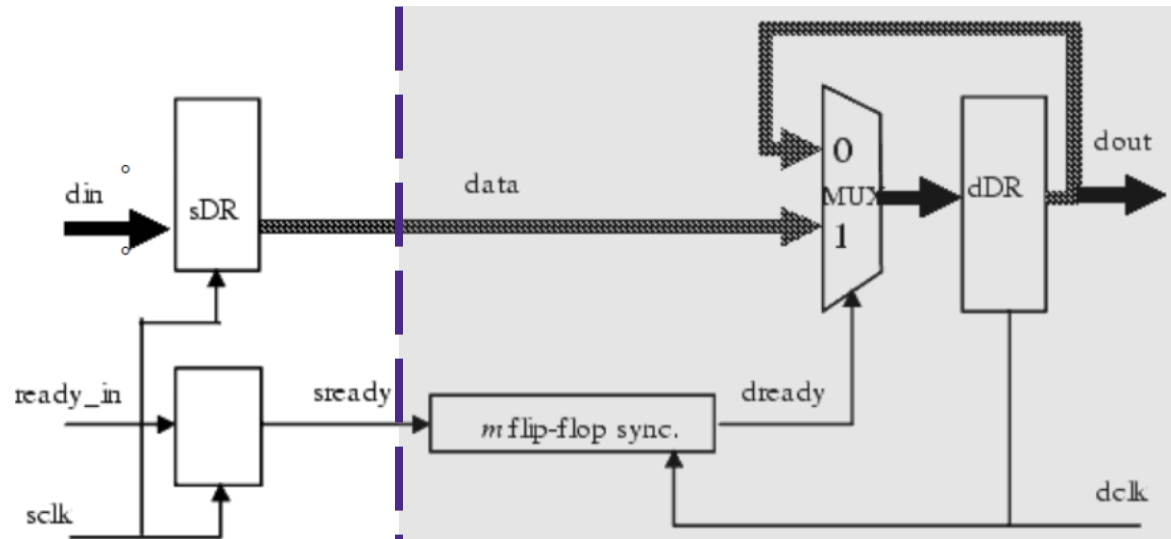 din
sDR
data
0
MUX
1
dDR
dout
ready_in
sready
m flip-flop sync.
dready
sclk
dclk